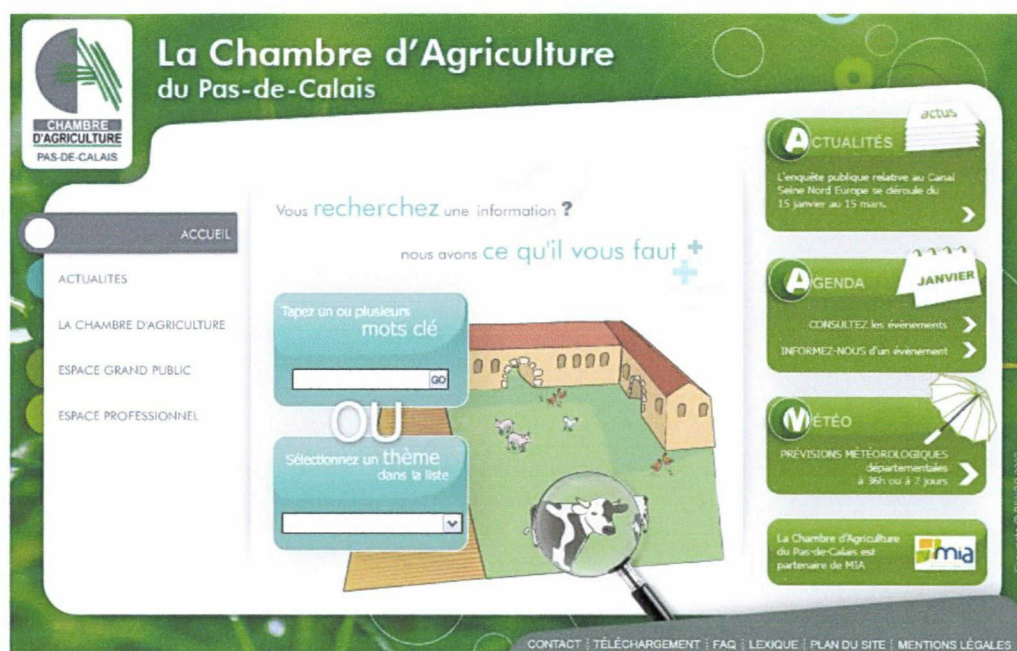 La Chambre d'Agriculture
du Pas-de-Calais
CHAMBRE
D'AGRICULTURE
PAS-DE-CALAIS
ACCUEIL
ACTUALITES
LA CHAMBRE D'AGRICULTURE
ESPACE GRAND PUBLIC
ESPACE PROFESSIONNEL
Vous recherchez une information ?
nous avons ce qu'il vous faut
Tapez un ou plusieurs
mots clé
GO
OU
Sélectionnez un thème
dans la liste
actus
ACTUALITÉS
L'enquête publique relative au Canal
Seine Nord Europe se déroule du
15 janvier au 15 mars.
JANVIER
AGENDA
CONSULTEZ les évènements
INFORMEZ-NOUS d'un évènement
MÉTÉO
PRÉVISIONS MÉTÉOROLOGIQUES
départementales
à 36h ou à 7 jours
La Chambre d'Agriculture
du Pas-de-Calais est
partenaire de MIA
mia
CONTACT | TÉLÉCHARGEMENT | FAQ | LEXIQUE | PLAN DU SITE | MENTIONS LÉGALES